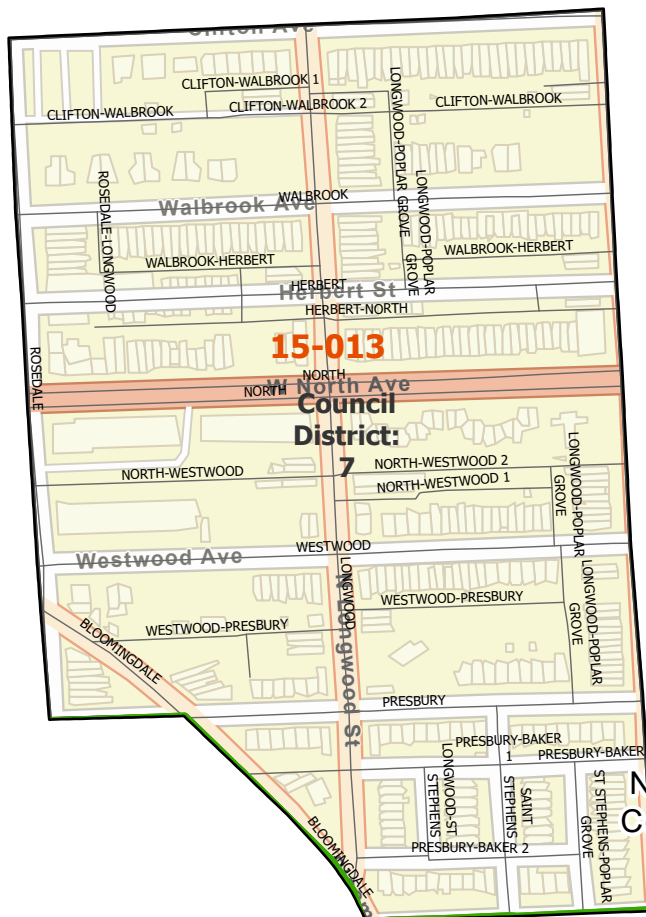 Clifton Ave
CLIFTON-WALBROOK 1
CLIFTON-WALBROOK
CLIFTON-WALBROOK 2
CLIFTON-WALBROOK
LONGWOOD-POPLAR
GROVE
LONGWOOD-POPLAR
GROVE
ROSEDALE-LONGWOOD
WALBROOK
Walbrook Ave
WALBROOK-HERBERT
WALBROOK-HERBERT
HERBERT
Herbert St
HERBERT-NORTH
15-013
ROSEDALE
NORTH
NORTH
W North Ave
Council
District:
7
NORTH-WESTWOOD
NORTH-WESTWOOD 2
NORTH-WESTWOOD 1
LONGWOOD-POPLAR
GROVE
WESTWOOD
Westwood Ave
LONGWOOD
N Longwood St
LONGWOOD-POPLAR
GROVE
WESTWOOD-PRESBURY
WESTWOOD-PRESBURY
BLOOMINGDALE
PRESBURY
PRESBURY-BAKER
1
PRESBURY-BAKER
LONGWOOD-ST
STEPHENS
SAINT
STEPHENS
ST STEPHENS-POPLAR
GROVE
N
C
PRESBURY-BAKER 2
BLOOMINGDALE